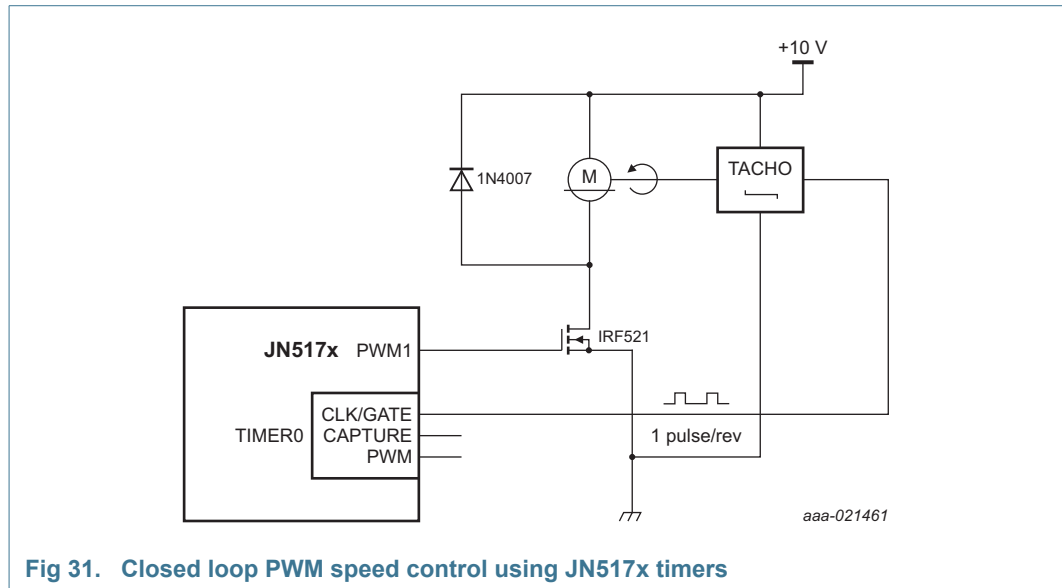 +10 V
1N4007
M
TACHO
IRF521
JN517x PWM1
CLK/GATE
TIMER0 CAPTURE
PWM
1 pulse/rev
aaa-021461
Fig 31. Closed loop PWM speed control using JN517x timers